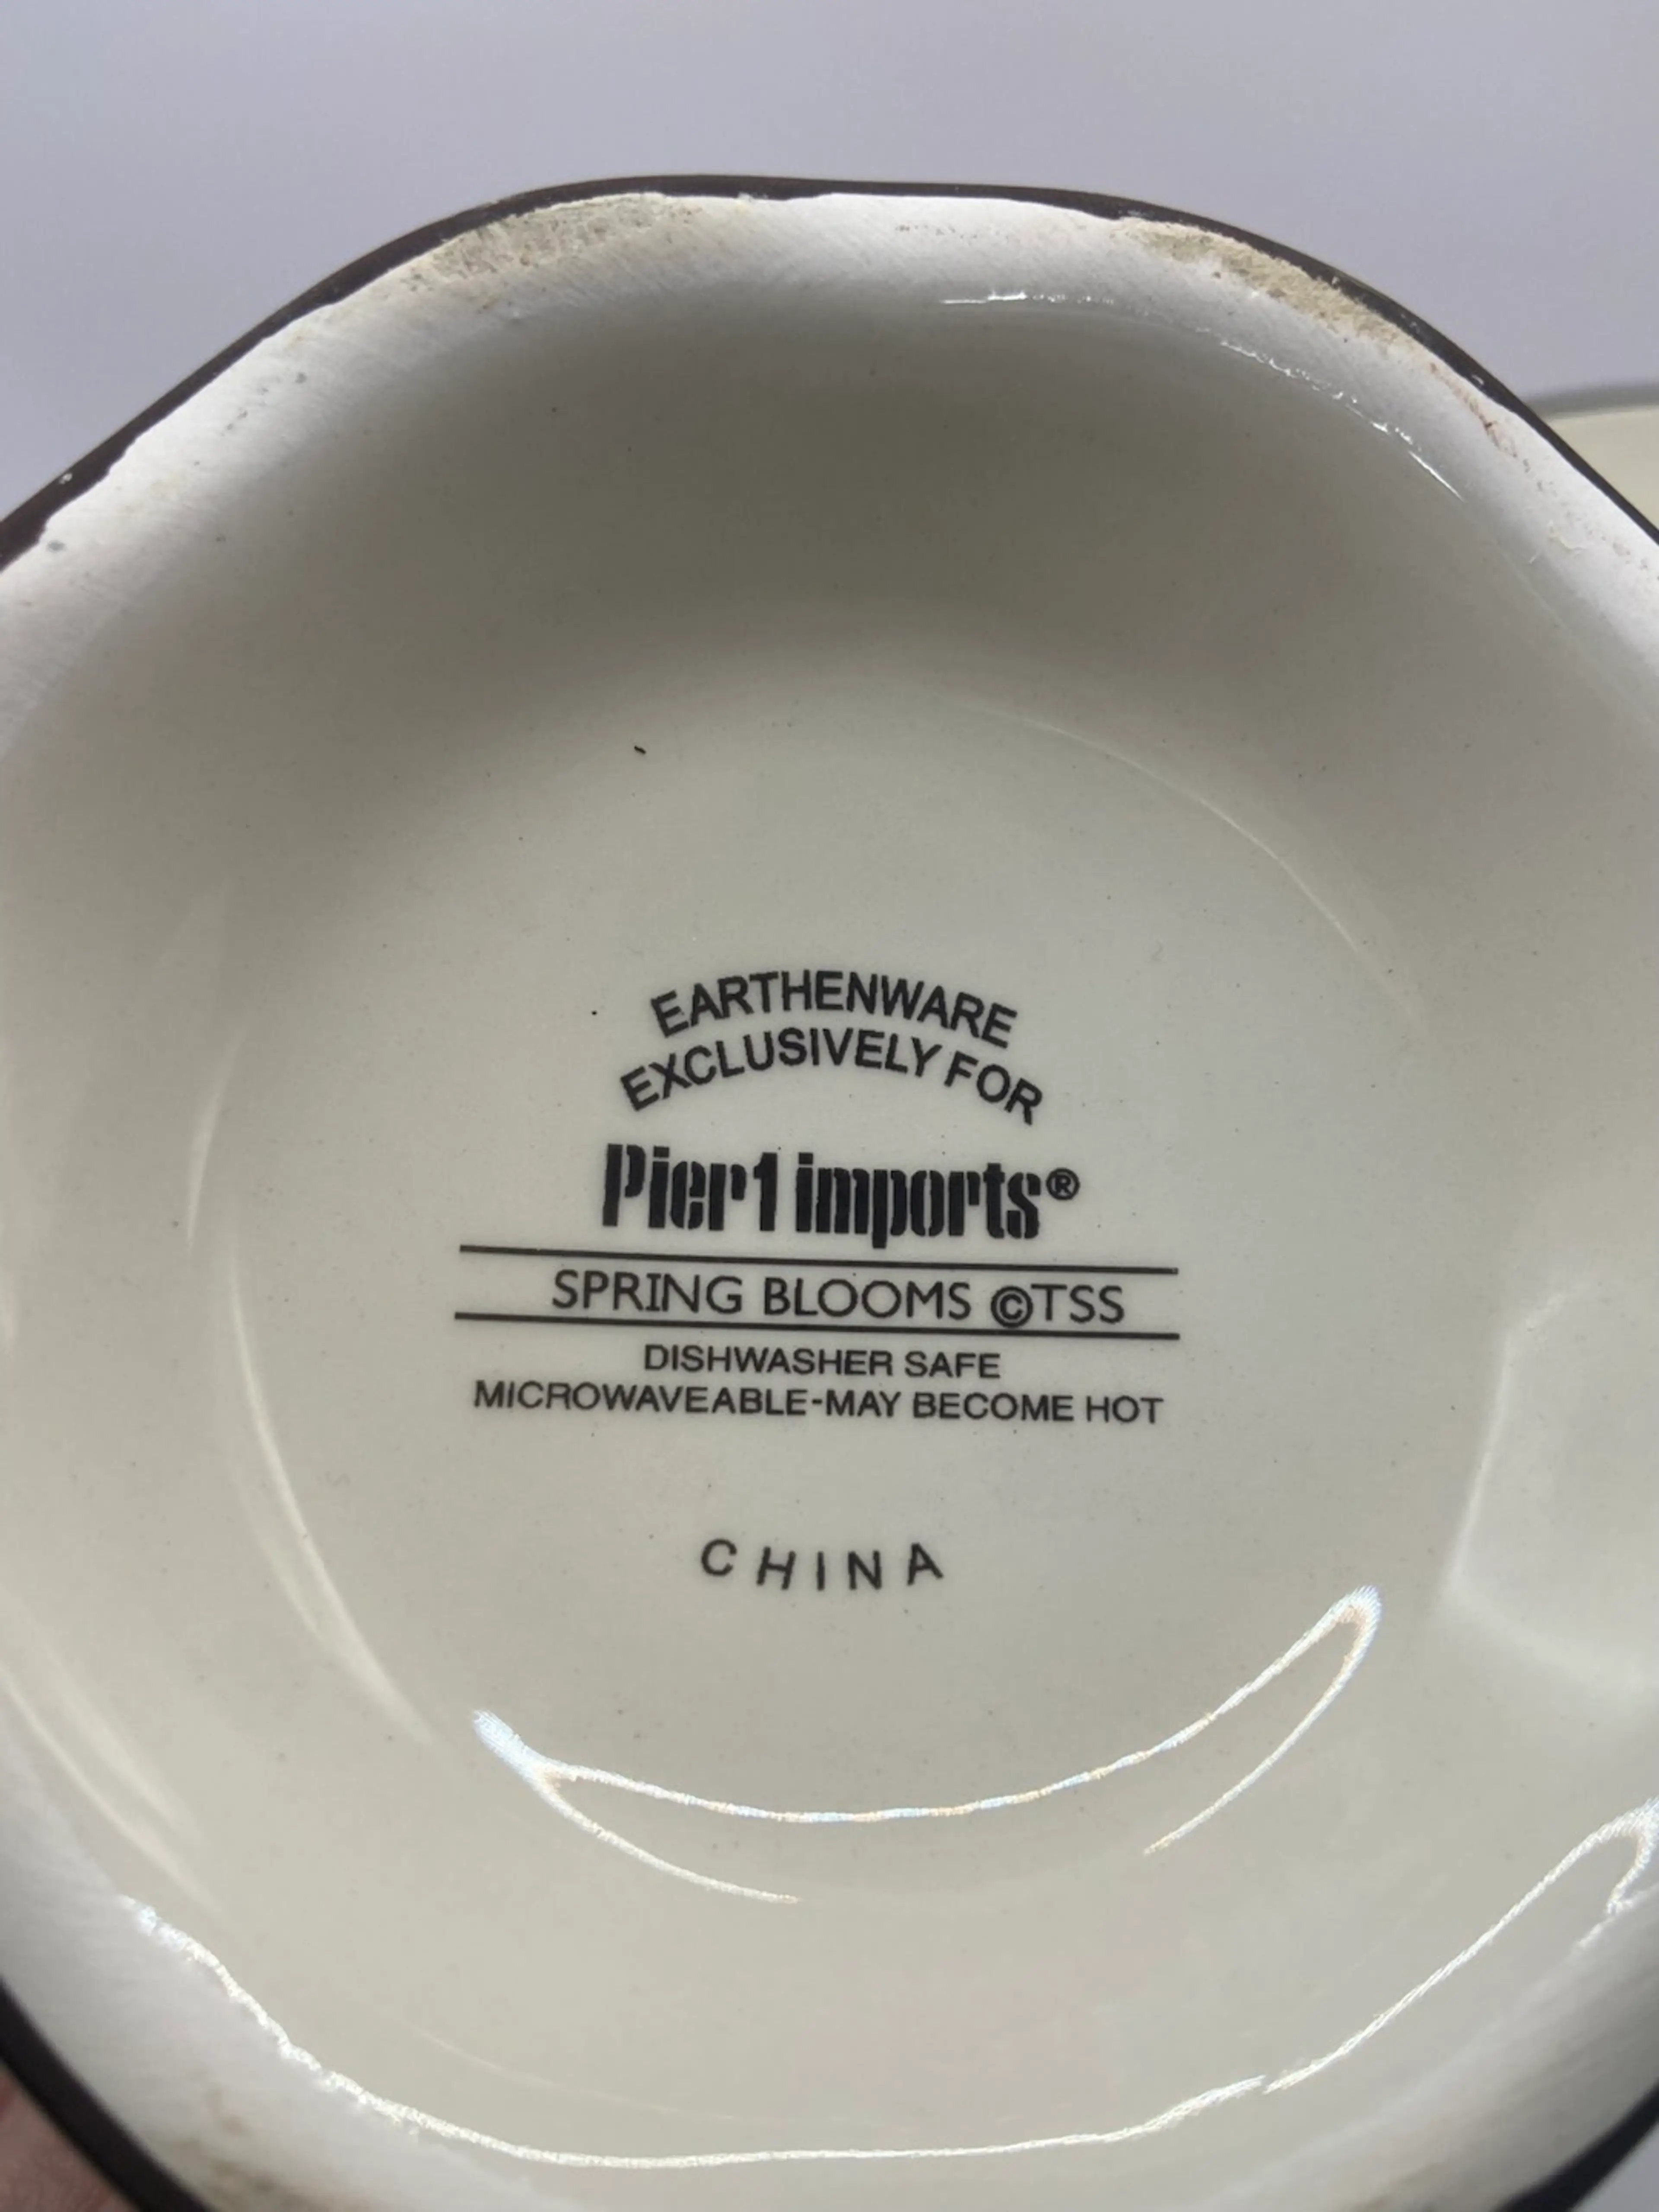 EARTHENWARE
EXCLUSIVELY FOR
Pier1 imports®
SPRING BLOOMS ©TSS
DISHWASHER SAFE
MICROWAVEABLE-MAY BECOME HOT
CHINA